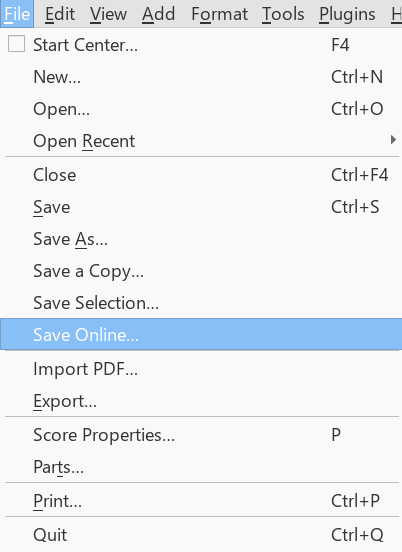 File Edit View Add Format Tools Plugins H
Start Center... F4
New... Ctrl+N
Open... Ctrl+O
Open Recent
Close Ctrl+F4
Save Ctrl+S
Save As...
Save a Copy...
Save Selection...
Save Online...
Import PDF...
Export...
Score Properties... P
Parts...
Print... Ctrl+P
Quit Ctrl+Q